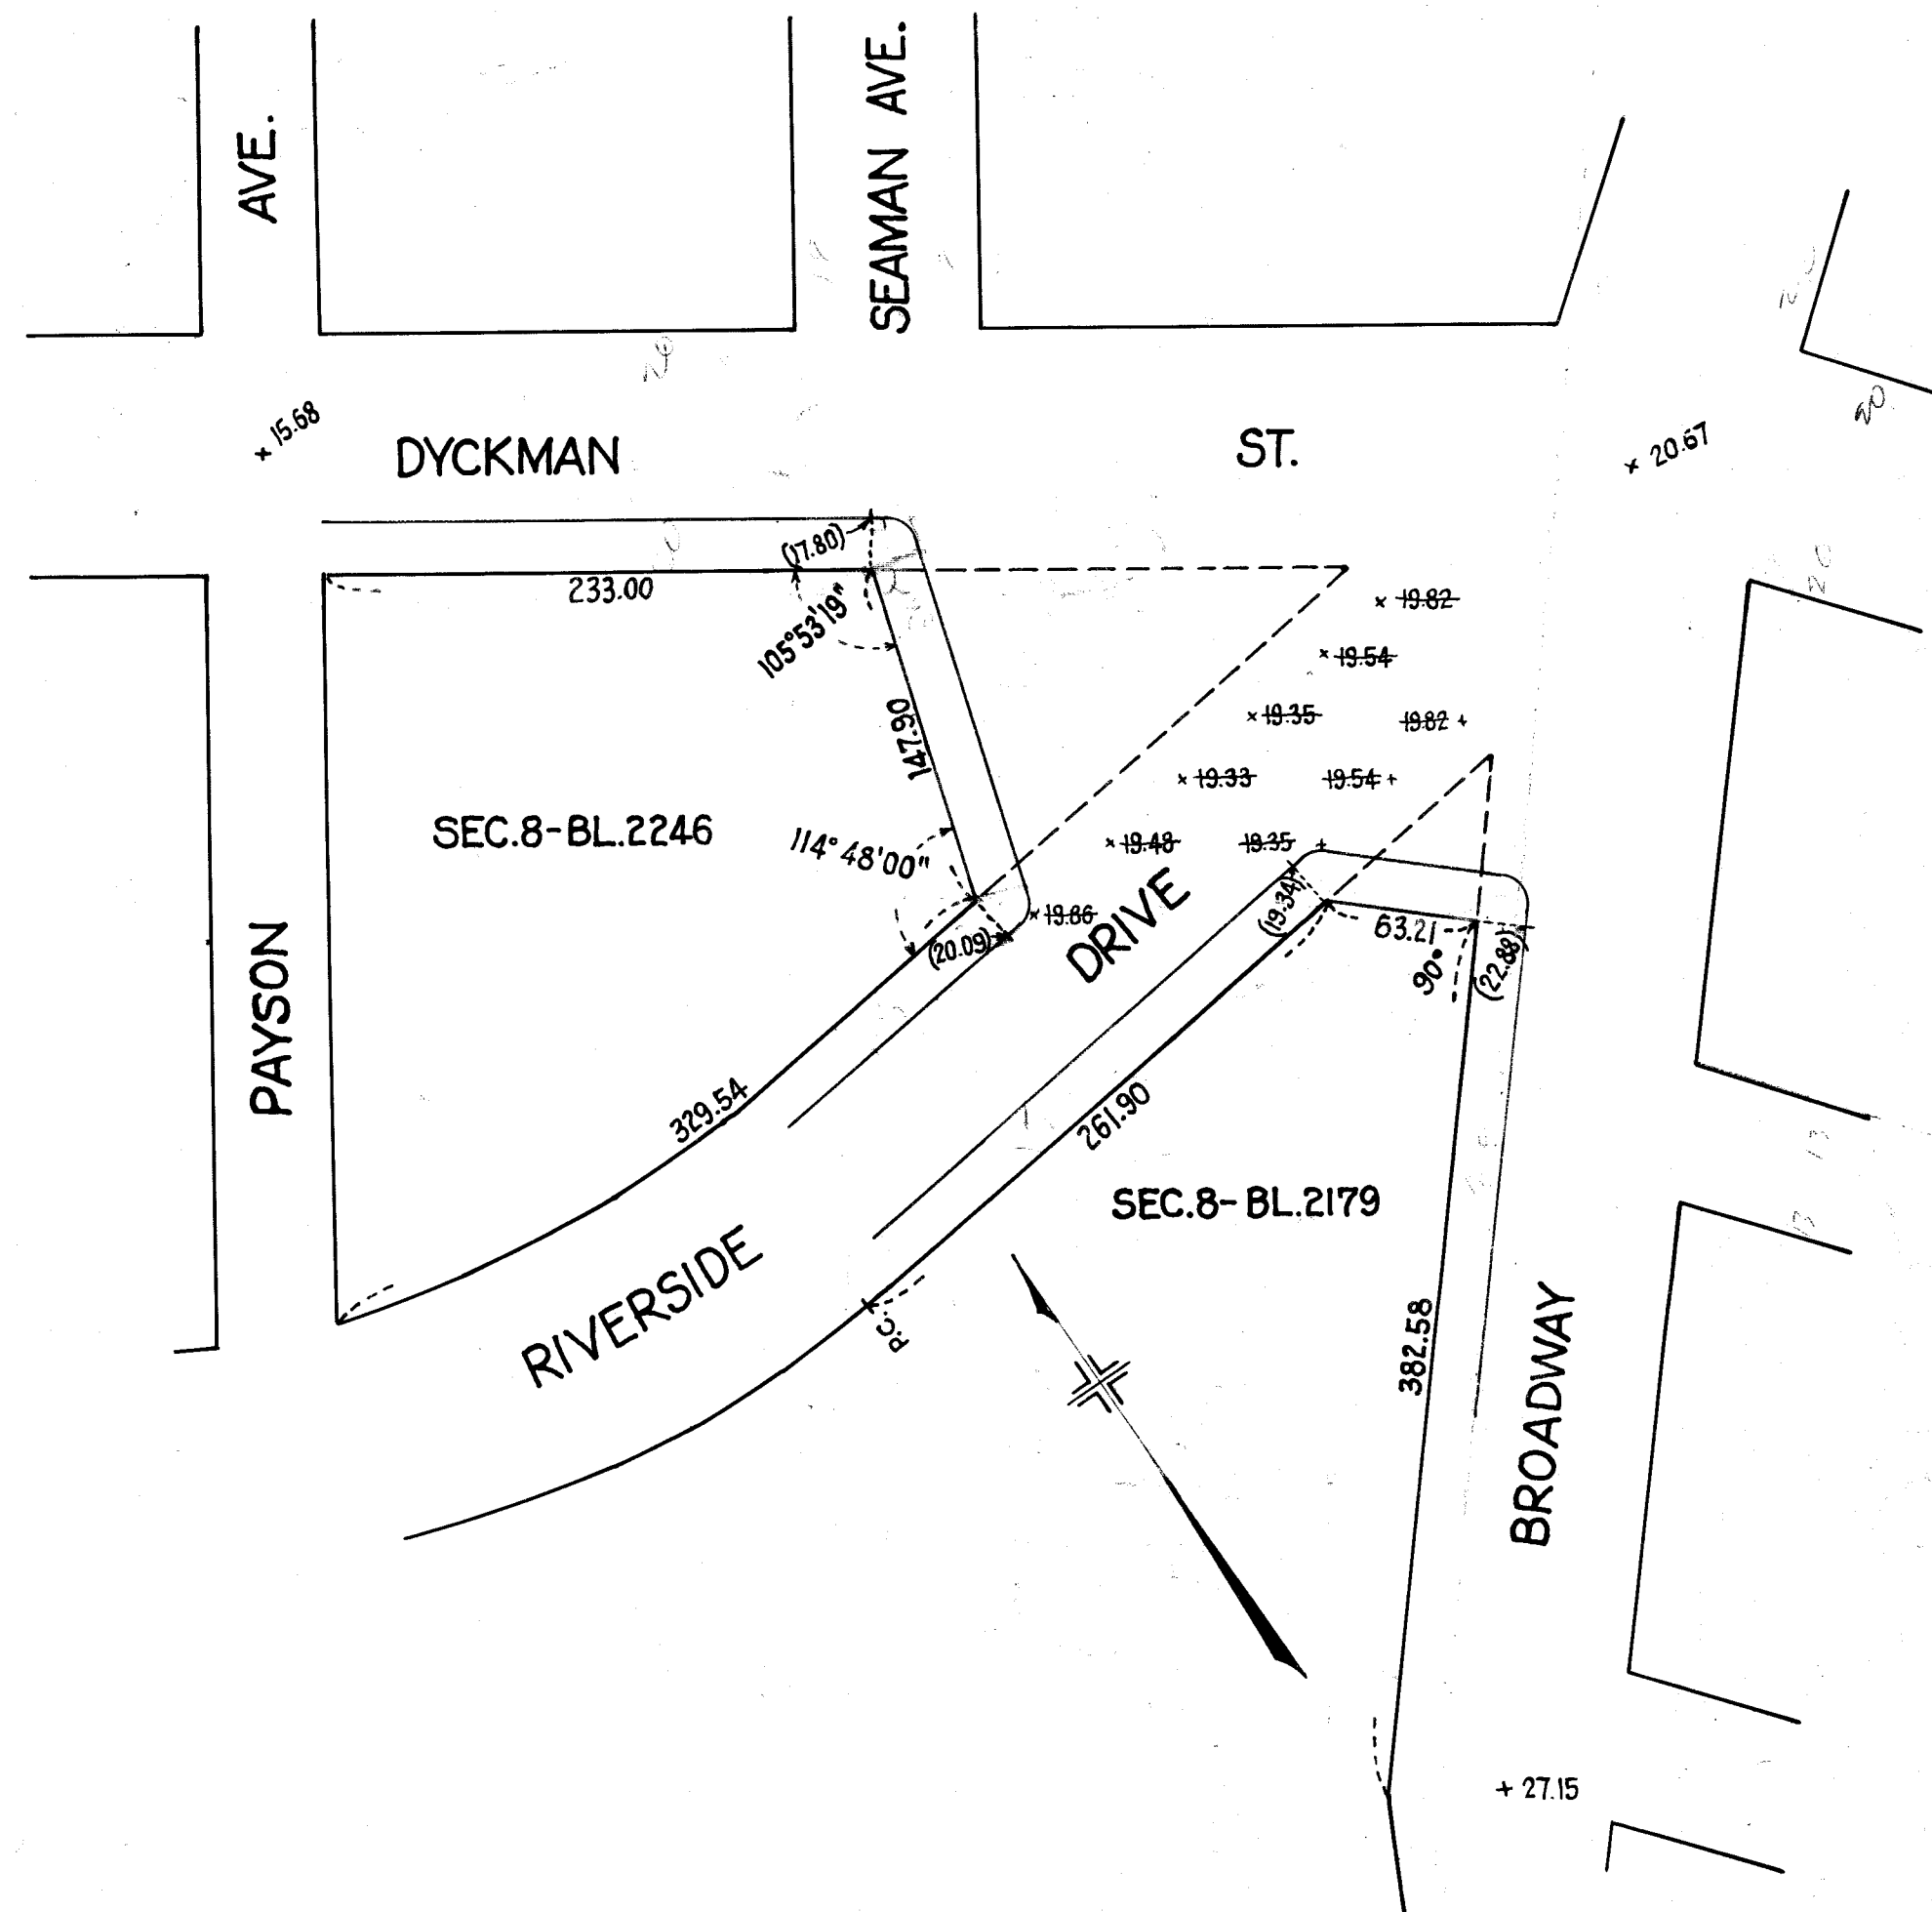 AVE.
SEAMAN AVE.
+ 15.68
DYCKMAN
ST.
× 20.67
20
(17.80)
233.00
105°53'19"
× 19.82
× 19.54
× 19.35
19.82 +
× 19.33
19.54 +
147.90
SEC.8-BL.2246
114°48'00"
× 19.48
19.35 +
× 19.86
(20.09)
DRIVE
(19.34)
63.21
90°
(22.88)
PAYSON
329.54
261.90
SEC.8-BL.2179
RIVERSIDE
P.C.
382.58
BROADWAY
+ 27.15